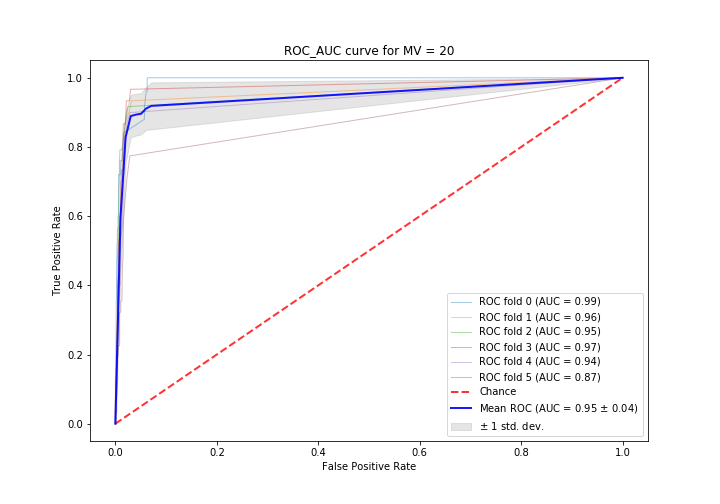 ROC_AUC curve for MV = 20
True Positive Rate
1.0
0.8
0.6
0.4
0.2
0.0
0.0 0.2 0.4 0.6 0.8 1.0
False Positive Rate
ROC fold 0 (AUC = 0.99)
ROC fold 1 (AUC = 0.96)
ROC fold 2 (AUC = 0.95)
ROC fold 3 (AUC = 0.97)
ROC fold 4 (AUC = 0.94)
ROC fold 5 (AUC = 0.87)
Chance
Mean ROC (AUC = 0.95 ± 0.04)
± 1 std. dev.